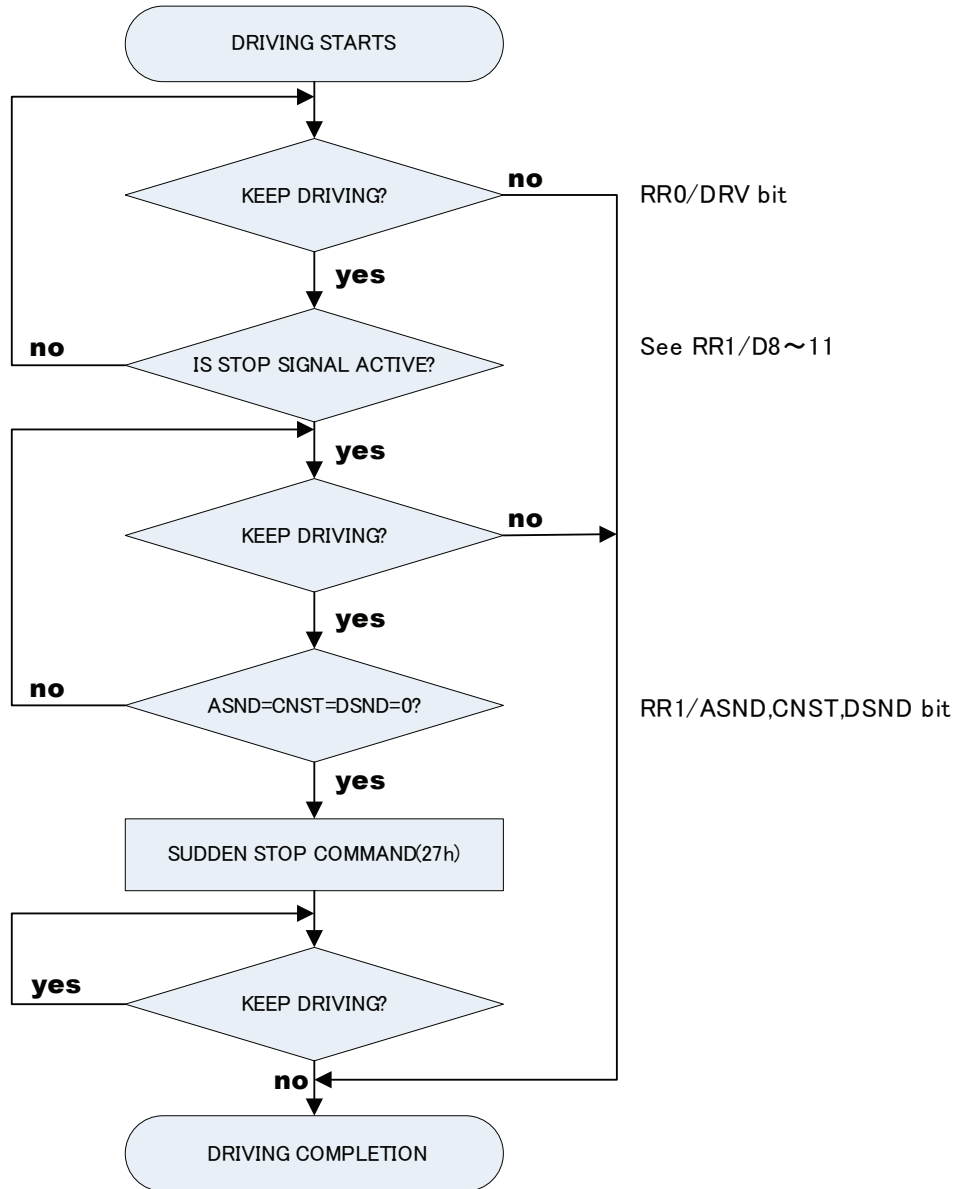 DRIVING STARTS
KEEP DRIVING?
no
RR0/DRV bit
yes
no
IS STOP SIGNAL ACTIVE?
See RR1/D8～11
yes
KEEP DRIVING?
no
yes
no
ASND=CNST=DSND=0?
RR1/ASND,CNST,DSND bit
yes
SUDDEN STOP COMMAND(27h)
yes
KEEP DRIVING?
no
DRIVING COMPLETION